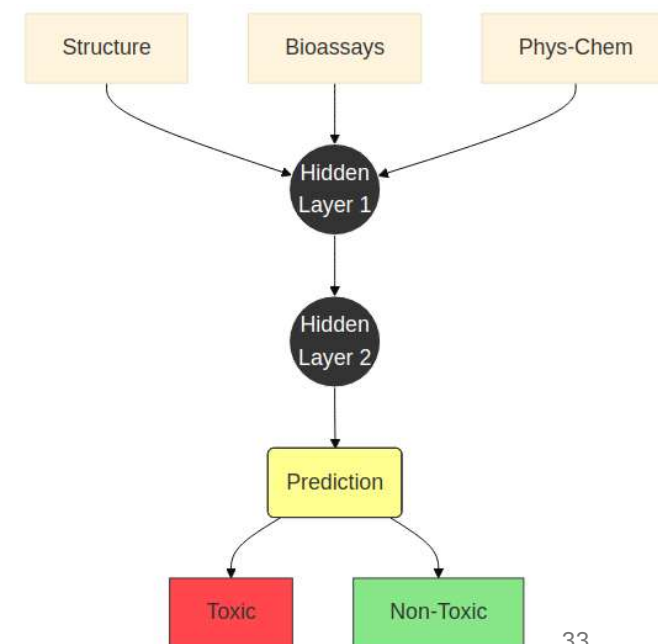 Structure
Bioassays
Phys-Chem
Hidden
Layer 1
Hidden
Layer 2
Prediction
Toxic
Non-Toxic
33